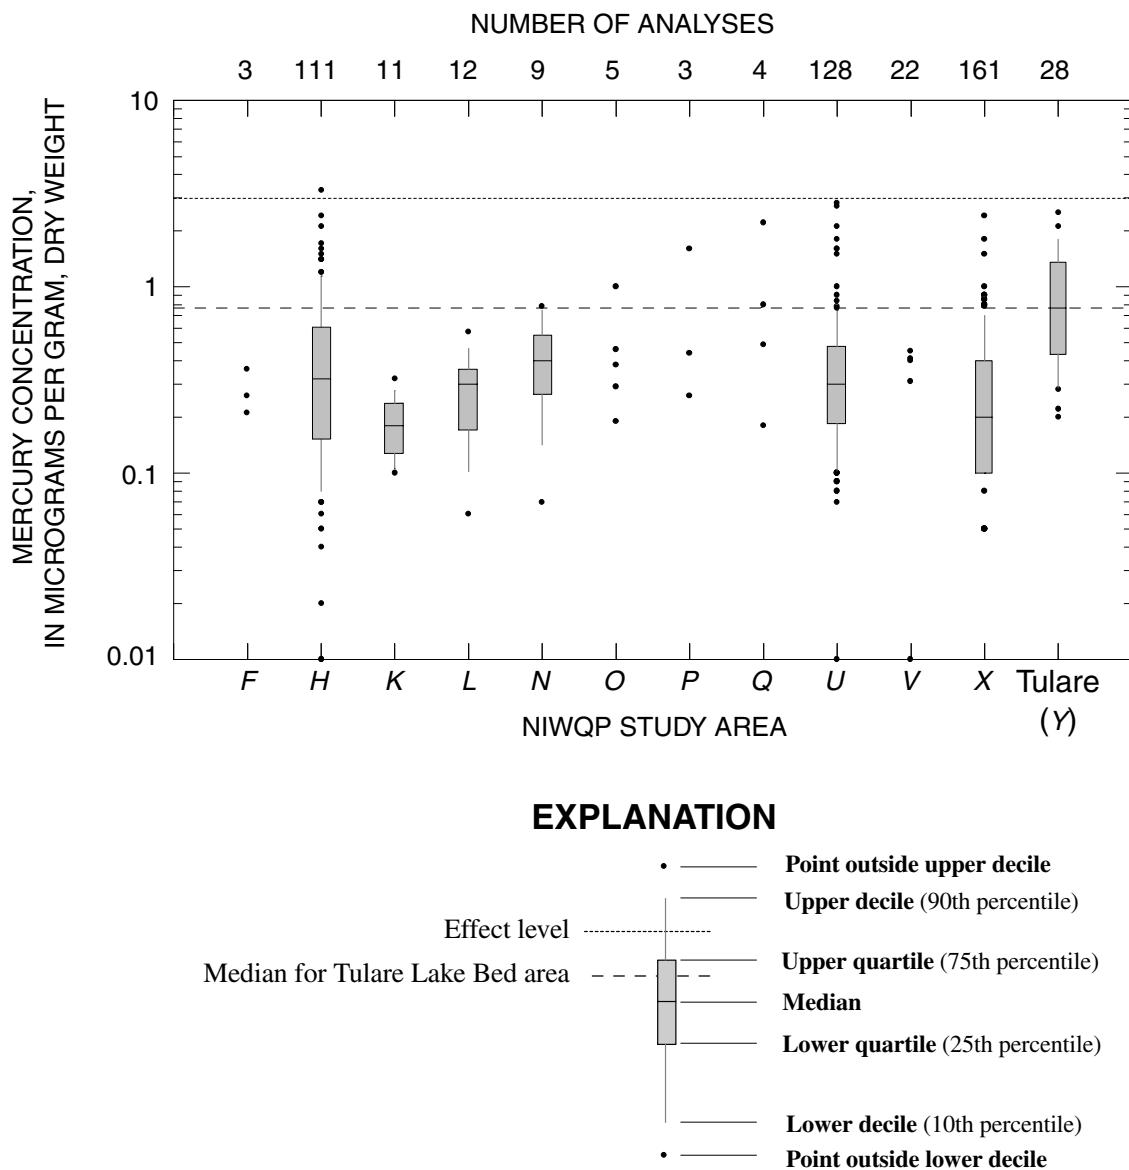 NUMBER OF ANALYSES
3 111 11 12 9 5 3 4 128 22 161 28
MERCURY CONCENTRATION,
IN MICROGRAMS PER GRAM, DRY WEIGHT
10
1
0.1
0.01
F H K L N O P Q U V X Tulare
(Y)
NIWQP STUDY AREA
EXPLANATION
Point outside upper decile
Upper decile (90th percentile)
Effect level
Upper quartile (75th percentile)
Median for Tulare Lake Bed area
Median
Lower quartile (25th percentile)
Lower decile (10th percentile)
Point outside lower decile